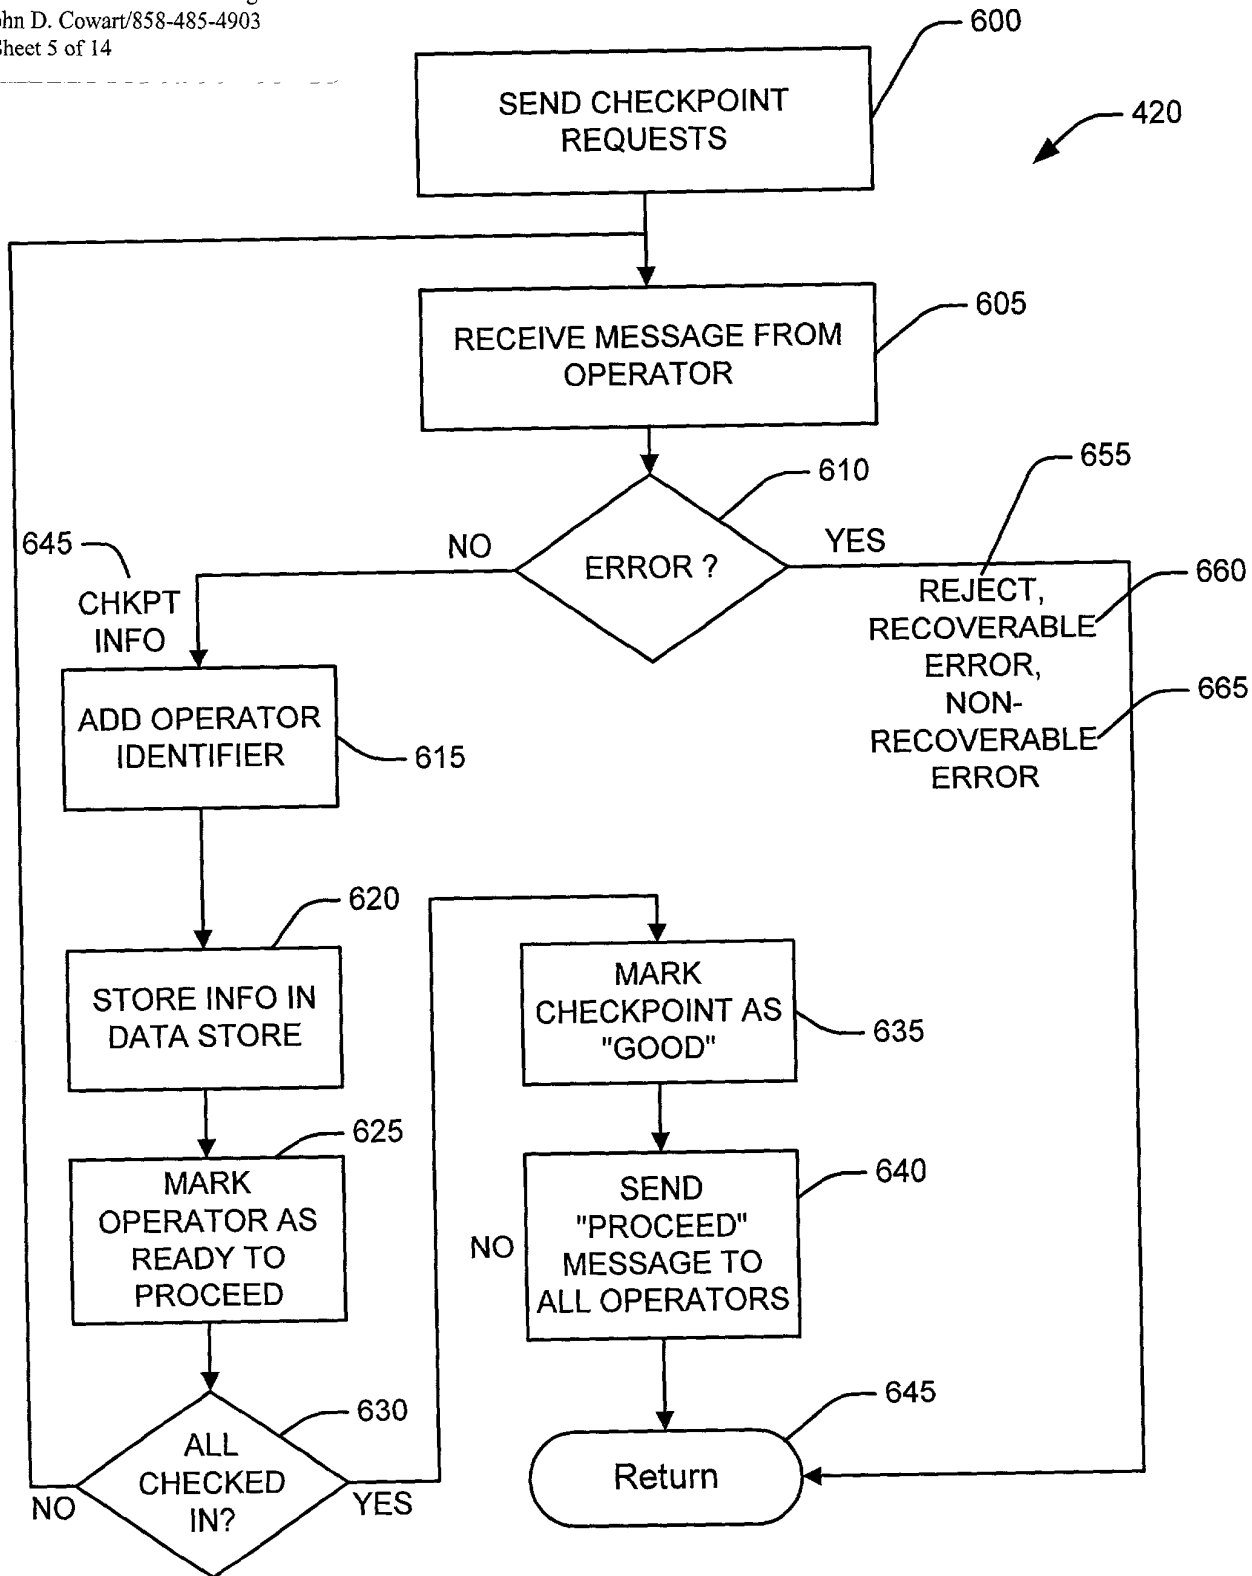 John D. Cowart/858-485-4903
Sheet 5 of 14
600
SEND CHECKPOINT
REQUESTS
420
605
RECEIVE MESSAGE FROM
OPERATOR
610
655
645
NO
ERROR ?
YES
660
CHKPT
INFO
REJECT,
RECOVERABLE
ERROR,
NON-
RECOVERABLE
ERROR
665
ADD OPERATOR
IDENTIFIER
615
620
STORE INFO IN
DATA STORE
MARK
CHECKPOINT AS
"GOOD"
635
625
MARK
OPERATOR AS
READY TO
PROCEED
NO
SEND
"PROCEED"
MESSAGE TO
ALL OPERATORS
640
630
ALL
CHECKED
IN?
NO
YES
645
Return